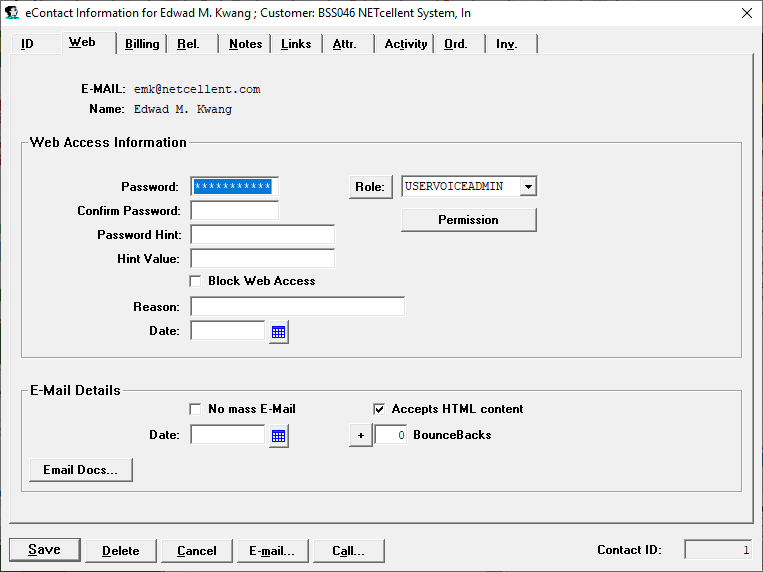 eContact Information for Edwad M. Kwang ; Customer: BSS046 NETcellent System, In
ID Web Billing Rel. Notes Links Attr. Activity Ord. Inv.
E-MAIL: emk@netcellent.com
Name: Edwad M. Kwang
Web Access Information
Password: *********** Role: USERVOICEADMIN
Confirm Password: Permission
Password Hint:
Hint Value:
Block Web Access
Reason:
Date:
E-Mail Details
No mass E-Mail Accepts HTML content
Date: + 0 BounceBacks
Email Docs...
Save Delete Cancel E-mail... Call... Contact ID: 1